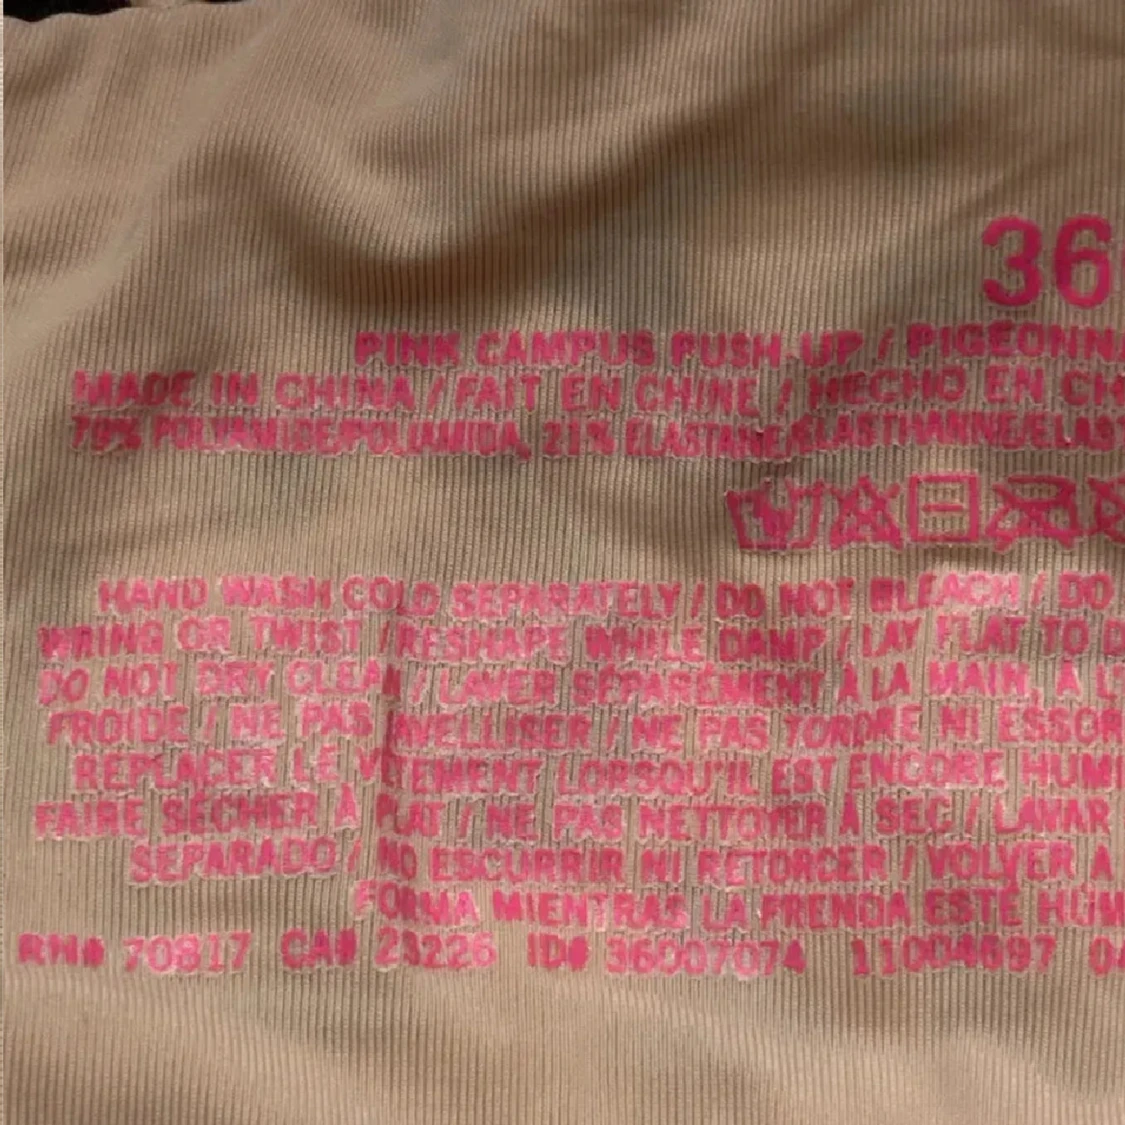 36
PINK CAMPUS PUSH-UP / PIGEONNA
MADE IN CHINA / FAIT EN CHINE / HECHO EN CH
79% POLYAMIDE/POLIAMIDA, 21% ELASTANE/ELASTHANNE/ELAST
HAND WASH COLD SEPARATELY / DO NOT BLEACH / DO
WRING OR TWIST / RESHAPE WHILE DAMP / LAY FLAT TO D
DO NOT DRY CLEAN / LAVER SÉPARÉMENT À LA MAIN, À L'
FROIDE / NE PAS JAVELLISER / NE PAS TORDRE NI ESSOR
REPLACER LE VÊTEMENT LORSQU'IL EST ENCORE HUMI
FAIRE SÉCHER À PLAT / NE PAS NETTOYER À SEC / LAVAR
SEPARADO / NO ESCURRIR NI RETORCER / VOLVER A
FORMA MIENTRAS LA PRENDA ESTÉ HÚM
RN# 70817 CA# 23226 ID# 36007074 11004697 04